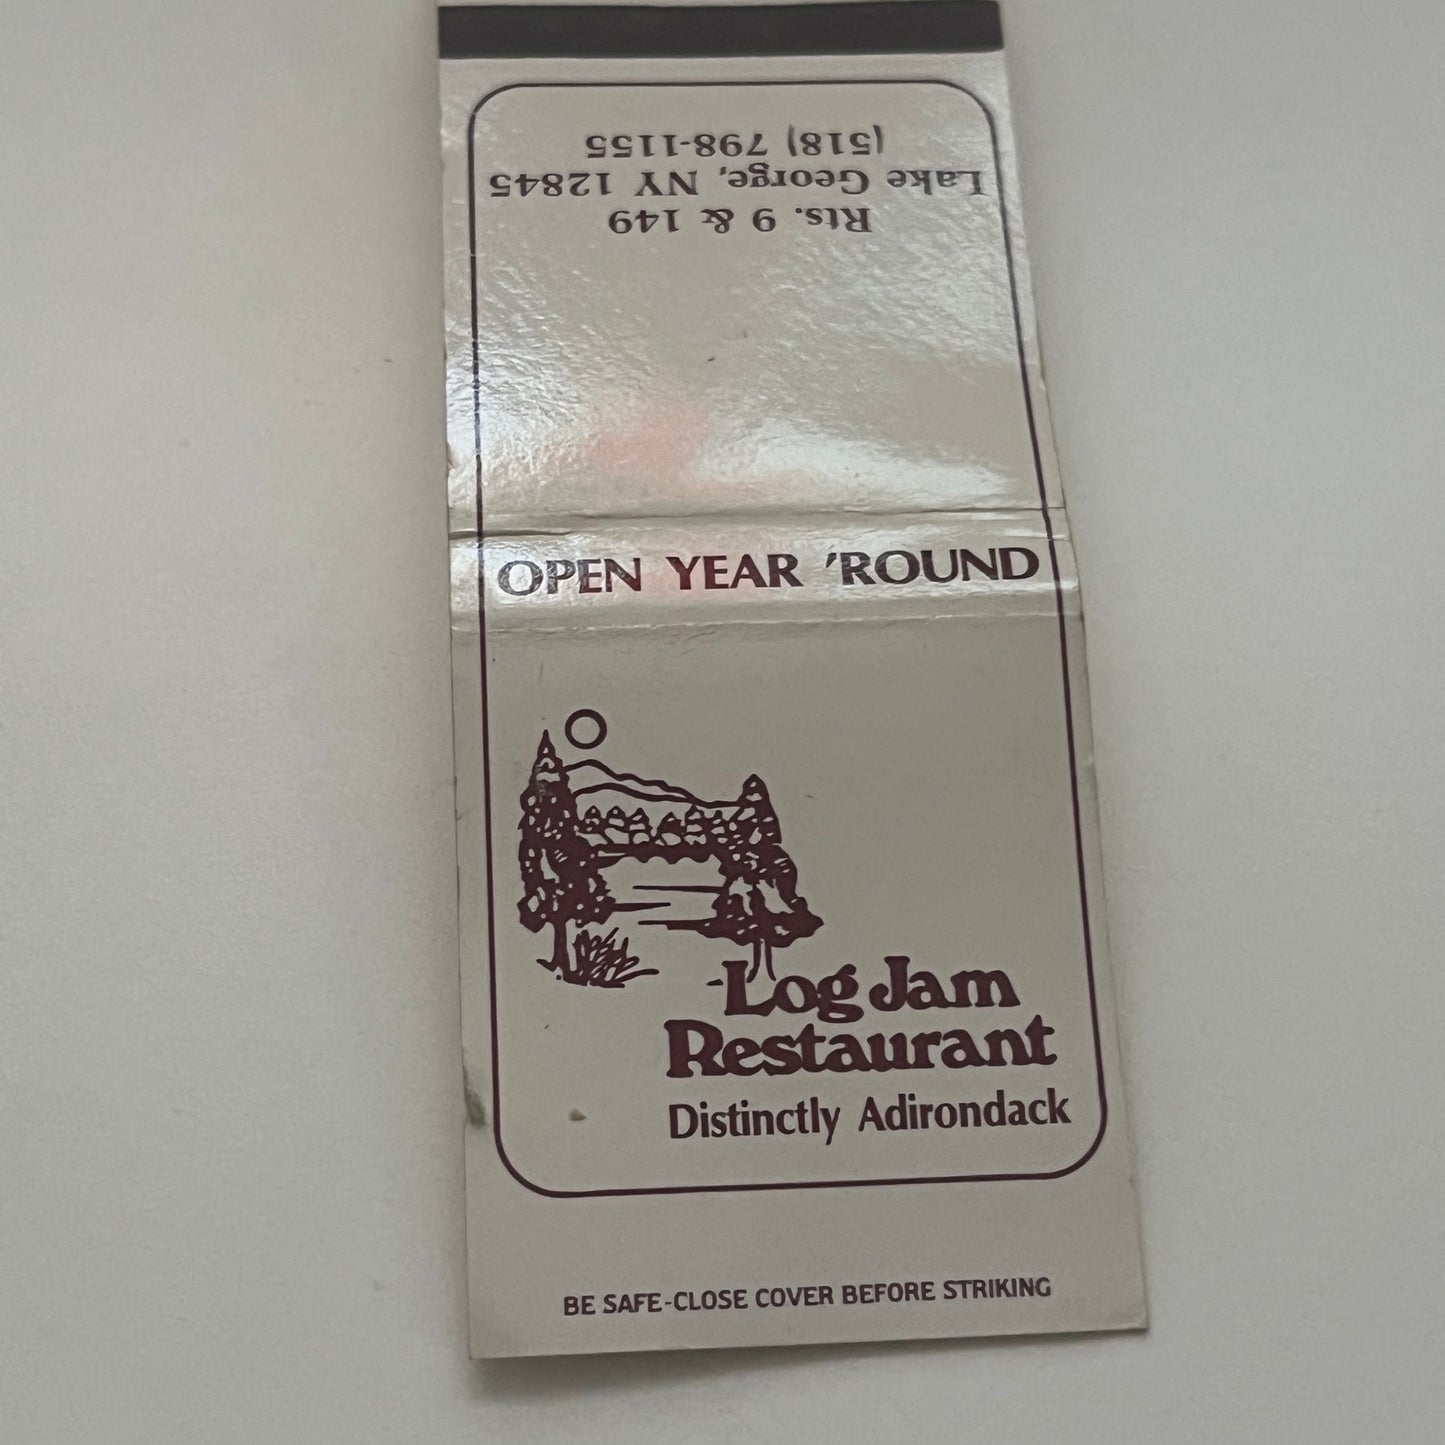 Rts. 9 & 149
Lake George, NY 12845
(518) 798-1155
OPEN YEAR 'ROUND
Log Jam
Restaurant
Distinctly Adirondack
BE SAFE-CLOSE COVER BEFORE STRIKING